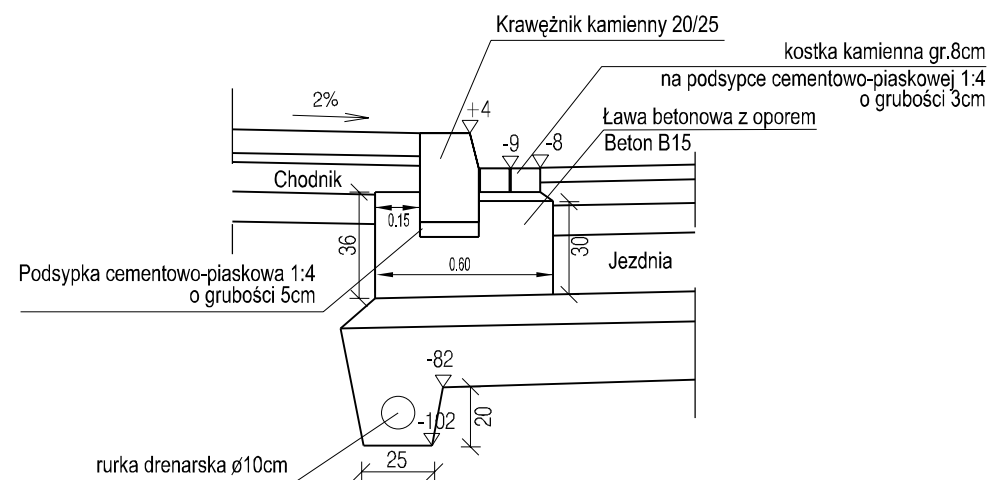 Krawężnik kamienny 20/25
kostka kamienna gr.8cm
na podsypce cementowo-piaskowej 1:4
o grubości 3cm
2%
+4
Ława betonowa z oporem
Beton B15
-9
-8
Chodnik
0.15
36
0.60
30
Jezdnia
Podsypka cementowo-piaskowa 1:4
o grubości 5cm
-82
-102
20
25
rurka drenarska ø10cm